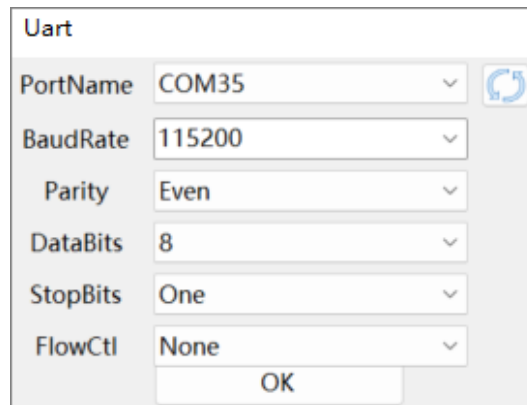 Uart
PortName COM35
BaudRate 115200
Parity Even
DataBits 8
StopBits One
FlowCtl None
OK